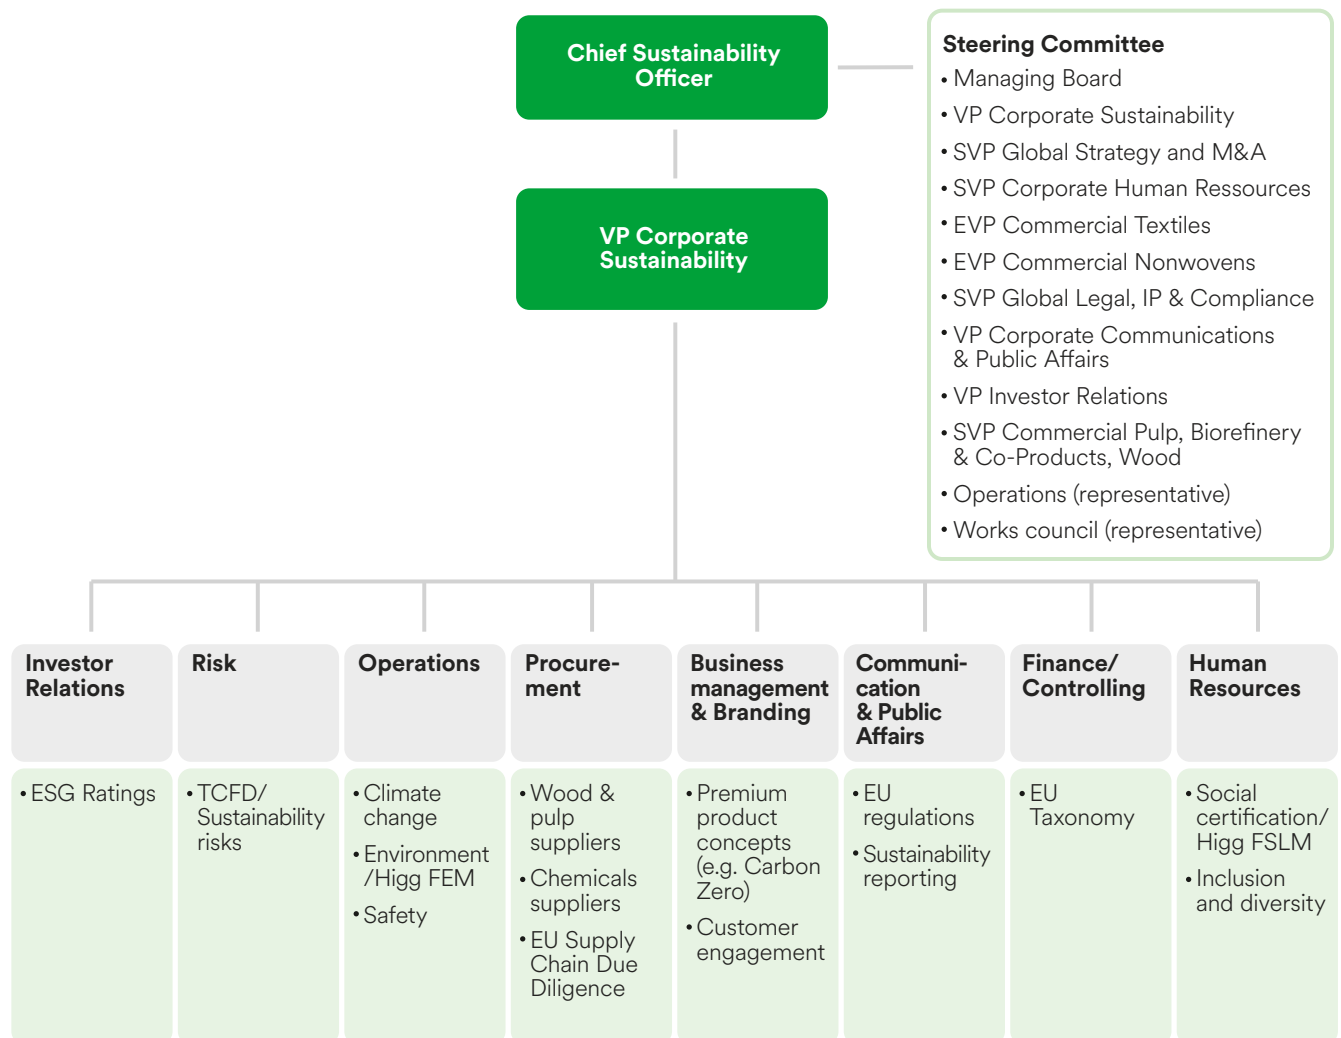 Chief Sustainability
Officer
VP Corporate
Sustainability
Steering Committee
• Managing Board
• VP Corporate Sustainability
• SVP Global Strategy and M&A
• SVP Corporate Human Ressources
• EVP Commercial Textiles
• EVP Commercial Nonwovens
• SVP Global Legal, IP & Compliance
• VP Corporate Communications
& Public Affairs
• VP Investor Relations
• SVP Commercial Pulp, Biorefinery
& Co-Products, Wood
• Operations (representative)
• Works council (representative)
Investor
Relations
• ESG Ratings
Risk
• TCFD/
Sustainability
risks
Operations
• Climate
change
• Environment
/Higg FEM
• Safety
Procure-
ment
• Wood &
pulp
suppliers
• Chemicals
suppliers
• EU Supply
Chain Due
Diligence
Business
management
& Branding
• Premium
product
concepts
(e.g. Carbon
Zero)
• Customer
engagement
Communi-
cation
& Public
Affairs
• EU
regulations
• Sustainability
reporting
Finance/
Controlling
• EU
Taxonomy
Human
Resources
• Social
certification/
Higg FSLM
• Inclusion
and diversity